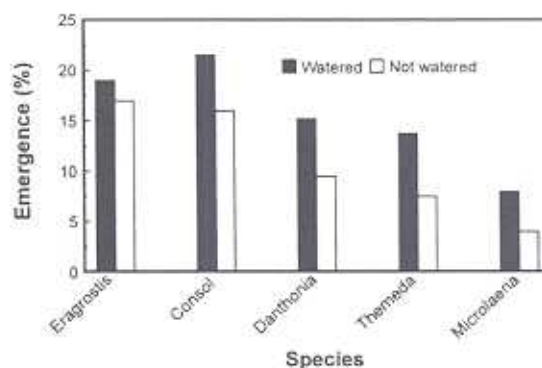 25
20
15
10
5
0
Emergence (%)
Watered Not watered
Eragrostis
Consol
Danthonia
Themeda
Microlaena
Species